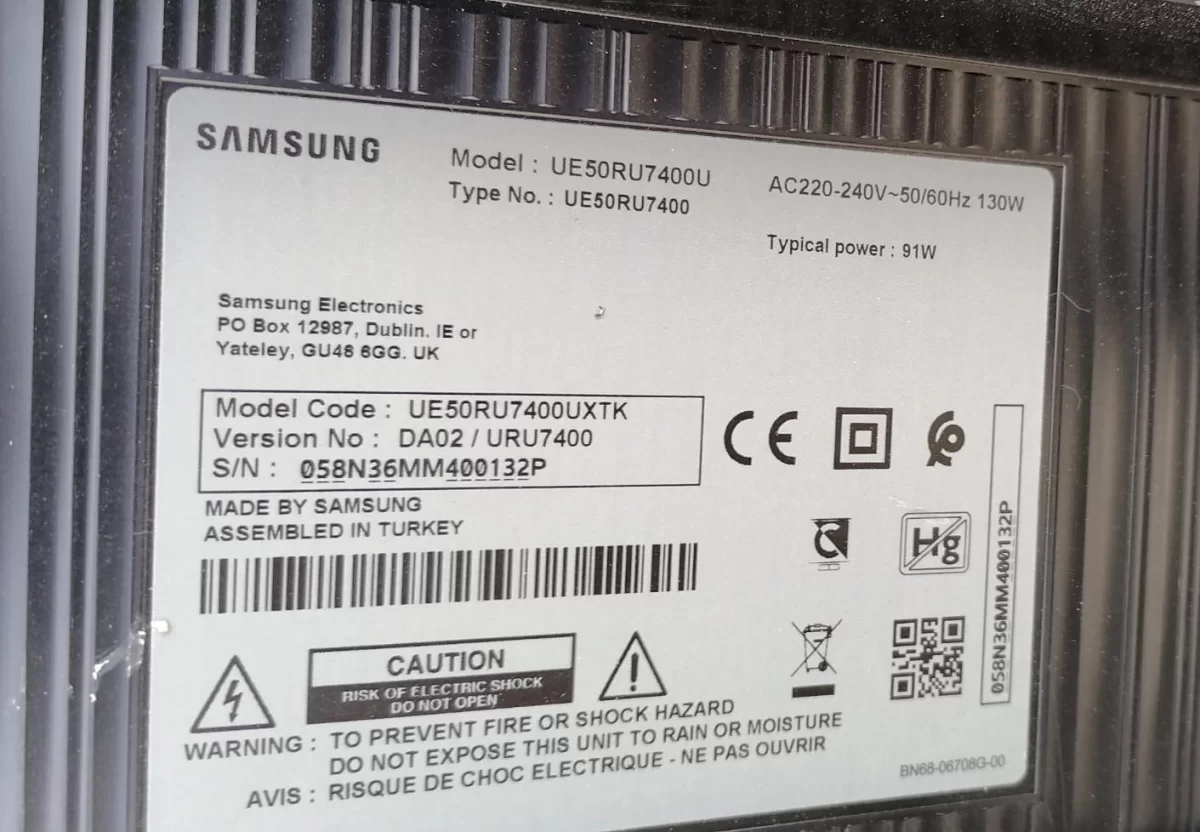 SAMSUNG
Model : UE50RU7400U
Type No. : UE50RU7400
AC220-240V~50/60Hz 130W
Typical power : 91W
Samsung Electronics
PO Box 12987, Dublin. IE or
Yateley, GU46 6GG. UK
Model Code : UE50RU7400UXTK
Version No : DA02 / URU7400
S/N : 058N36MM400132P
MADE BY SAMSUNG
ASSEMBLED IN TURKEY
CE
Hg
058N36MM400132P
CAUTION
RISK OF ELECTRIC SHOCK
DO NOT OPEN
WARNING : TO PREVENT FIRE OR SHOCK HAZARD
DO NOT EXPOSE THIS UNIT TO RAIN OR MOISTURE
AVIS : RISQUE DE CHOC ELECTRIQUE - NE PAS OUVRIR
BN68-06708G-00